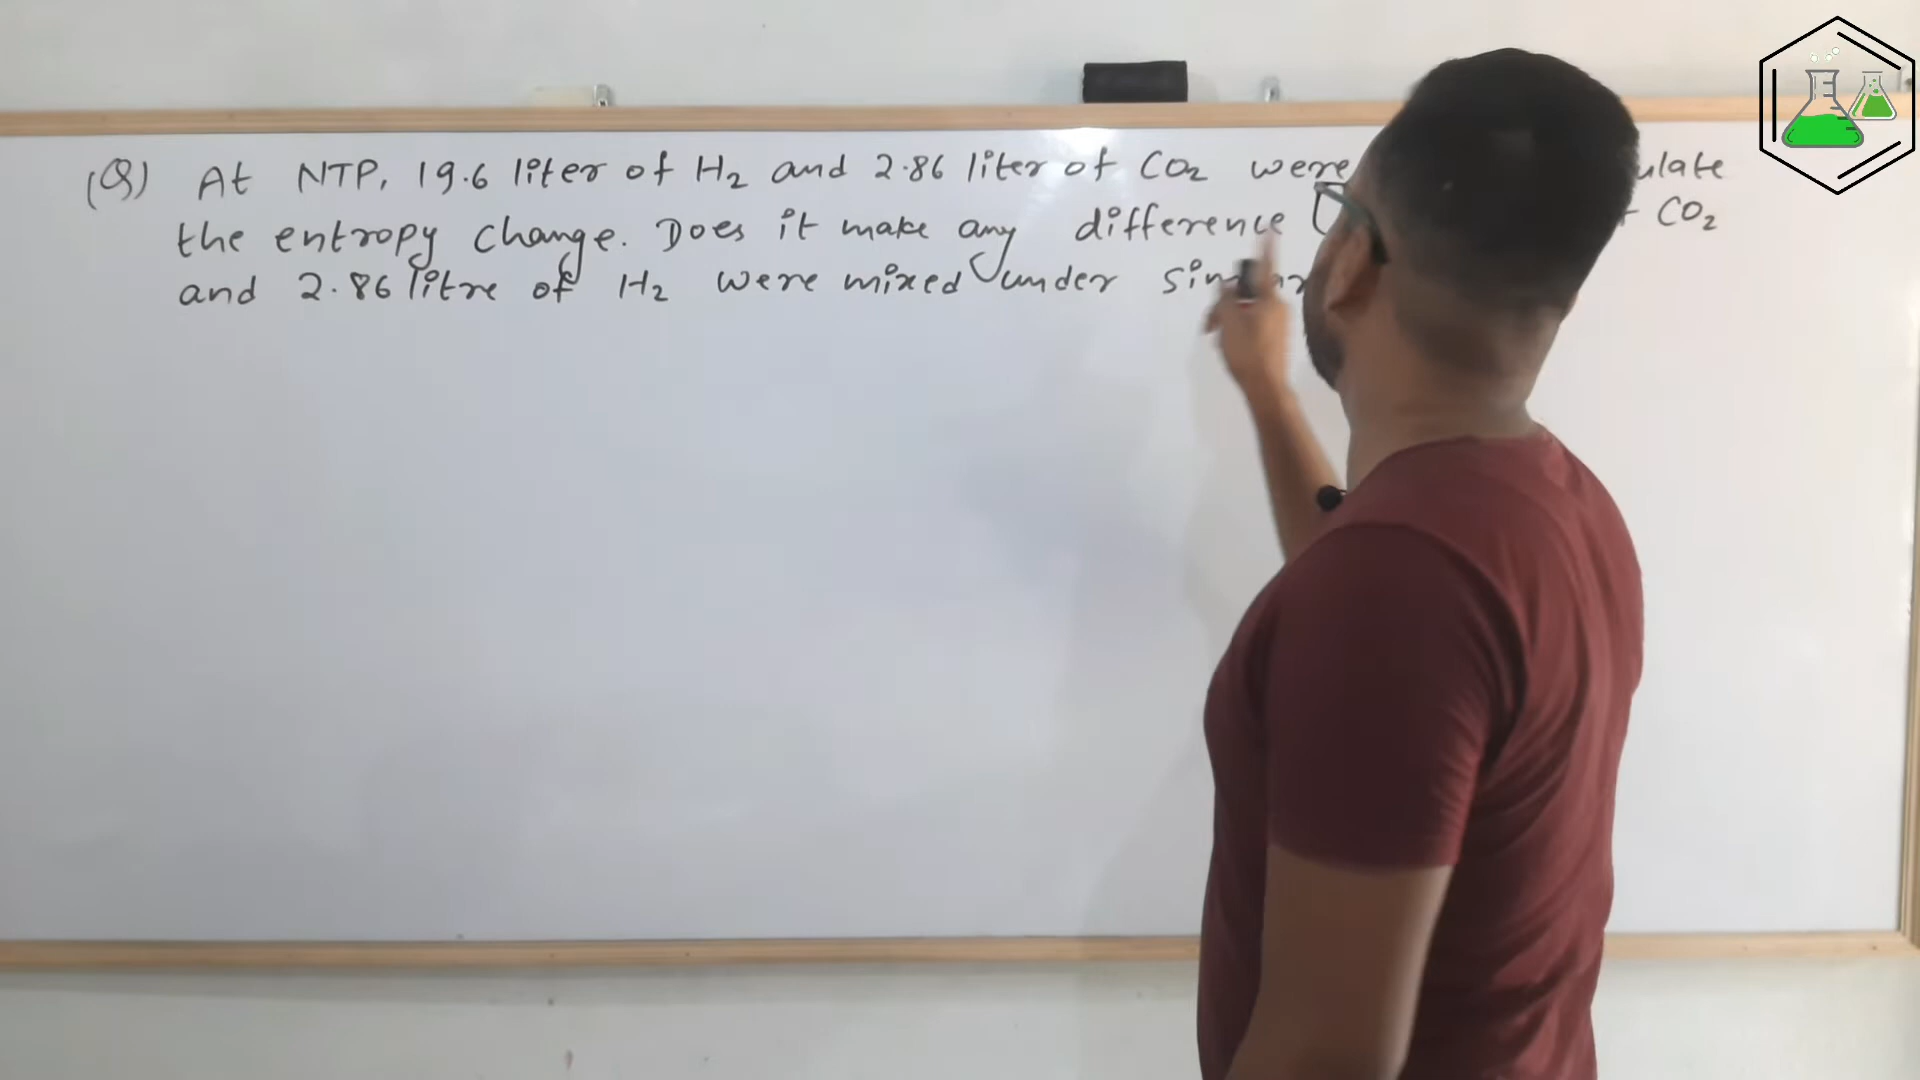 (Q) At NTP, 19.6 liter of H2 and 2.86 liter of CO2 were ulate
the entropy change. Does it make any difference CO2
and 2.86 litre of H2 were mixed under